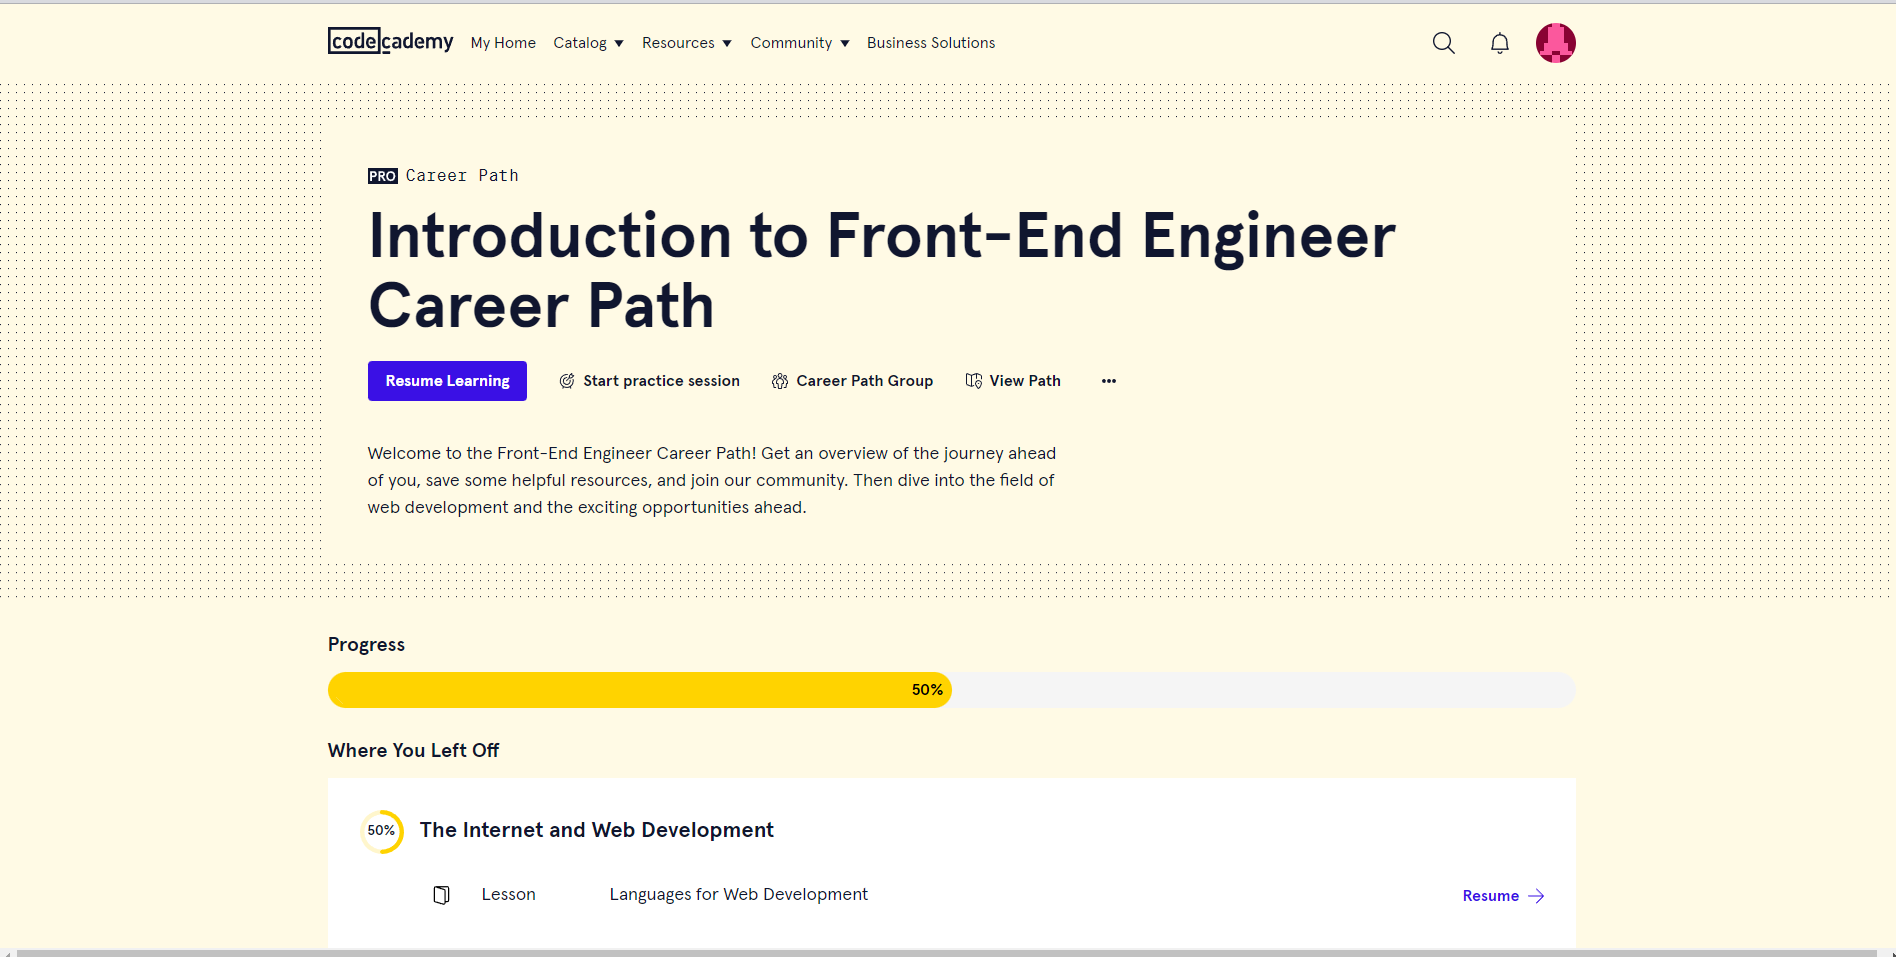 codecademy My Home Catalog Resources Community Business Solutions
PRO Career Path
Introduction to Front-End Engineer
Career Path
Resume Learning Start practice session Career Path Group View Path
Welcome to the Front-End Engineer Career Path! Get an overview of the journey ahead
of you, save some helpful resources, and join our community. Then dive into the field of
web development and the exciting opportunities ahead.
Progress
50%
Where You Left Off
50% The Internet and Web Development
Lesson Languages for Web Development Resume